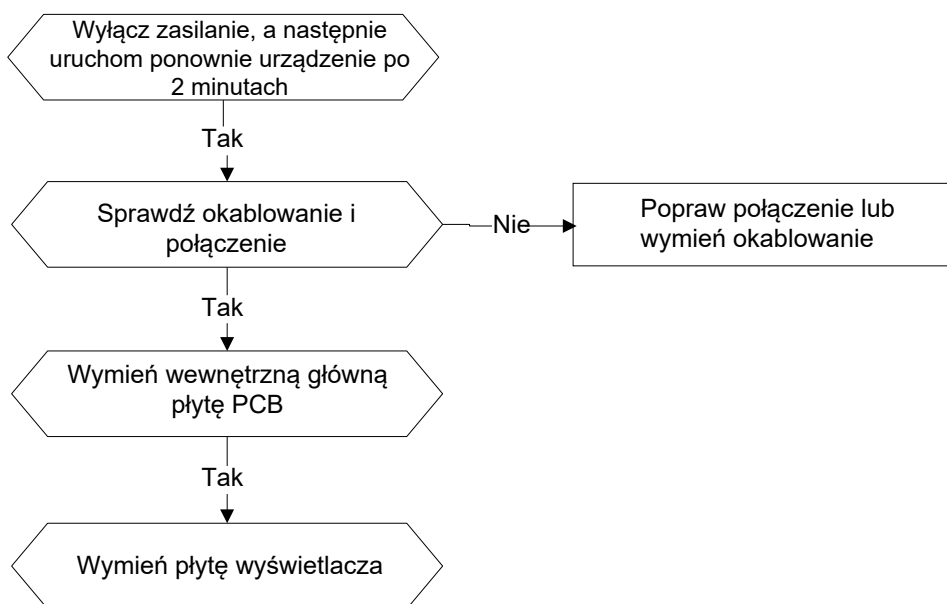 Wyłącz zasilanie, a następnie
uruchom ponownie urządzenie po
2 minutach
Tak
Sprawdź okablowanie i
połączenie
Nie
Popraw połączenie lub
wymień okablowanie
Tak
Wymień wewnętrzną główną
płytę PCB
Tak
Wymień płytę wyświetlacza